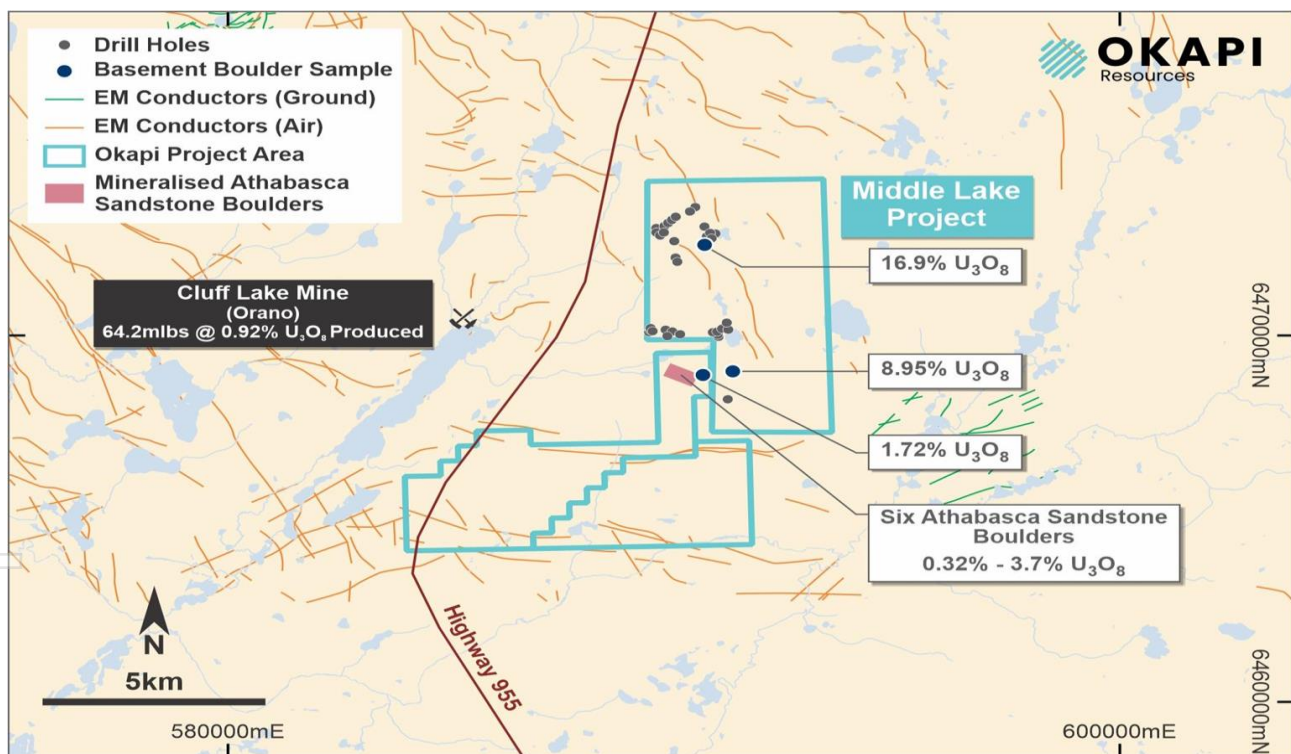 Drill Holes
Basement Boulder Sample
EM Conductors (Ground)
EM Conductors (Air)
Okapi Project Area
Mineralised Athabasca
Sandstone Boulders
OKAPI
Resources
Middle Lake
Project
16.9% U₃O₈
Cluff Lake Mine
(Orano)
64.2mlbs @ 0.92% U₃O₈ Produced
6470000mN
8.95% U₃O₈
1.72% U₃O₈
Six Athabasca Sandstone
Boulders
0.32% - 3.7% U₃O₈
Highway 955
N
5km
580000mE
600000mE
6460000mN